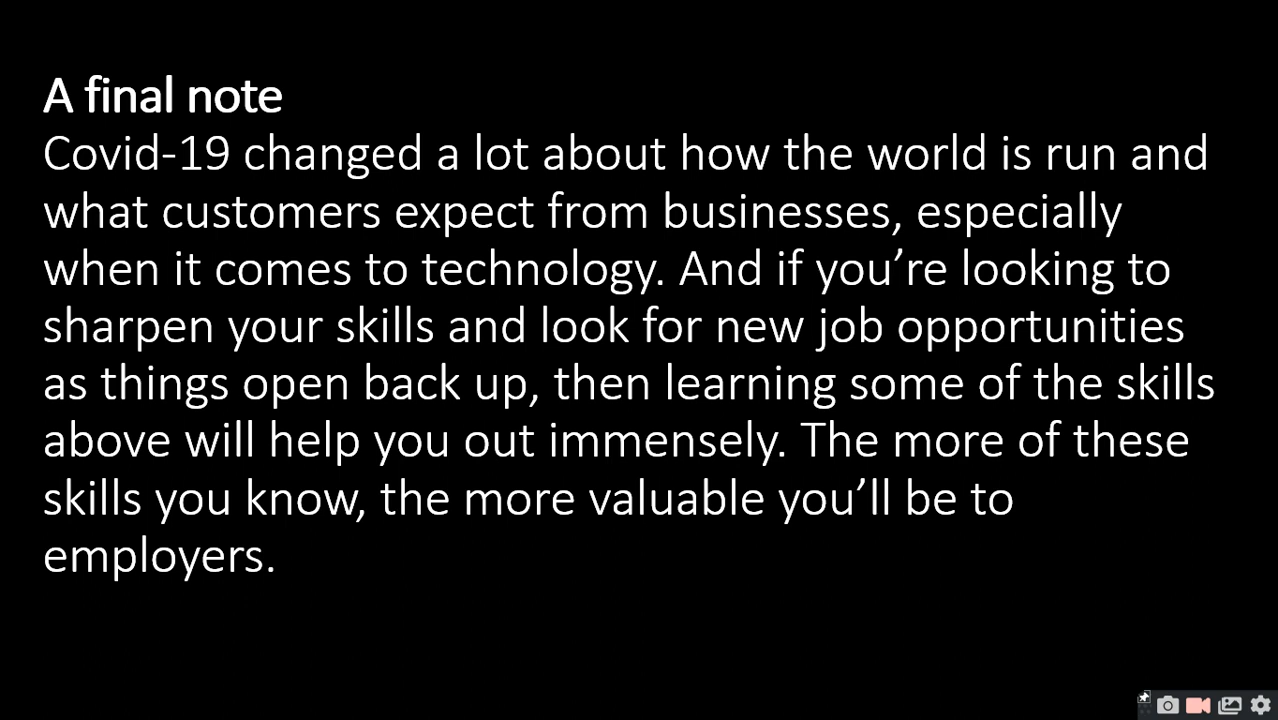 A final note
Covid-19 changed a lot about how the world is run and
what customers expect from businesses, especially
when it comes to technology. And if you’re looking to
sharpen your skills and look for new job opportunities
as things open back up, then learning some of the skills
above will help you out immensely. The more of these
skills you know, the more valuable you’ll be to
employers.